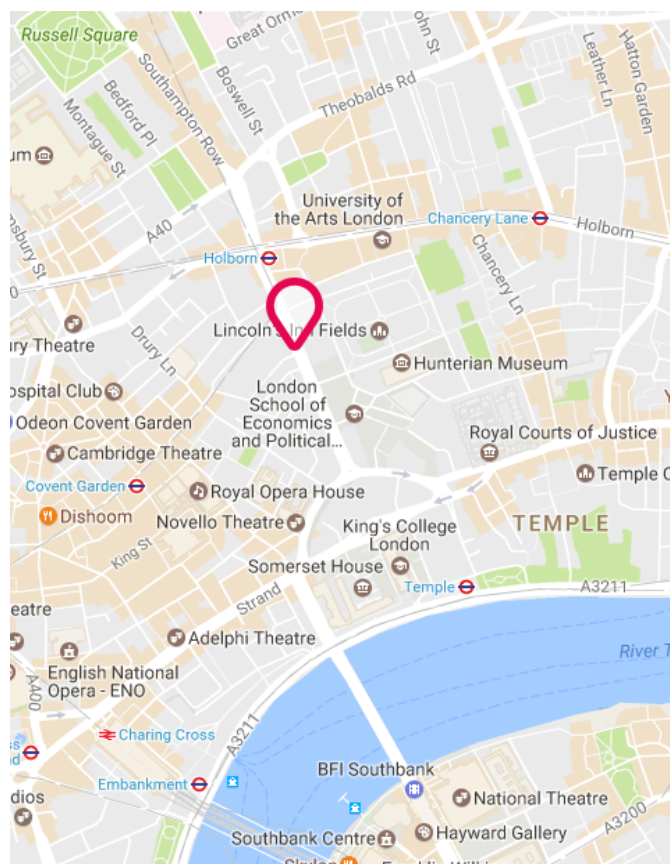 Russell Square
Great Orm
John St
Southampton Row
Boswell St
Leather Ln
Hatton Garden
Bedford Pl
Montague St
Theobalds Rd
um
University of
the Arts London
Chancery Lane
Holborn
A40
msbury St
Holborn
Chancery Ln
0
Lincoln's Inn Fields
ury Theatre
Drury Ln
Hunterian Museum
ospital Club
London
School of
Economics
and Political...
Odeon Covent Garden
Royal Courts of Justice
Cambridge Theatre
Temple C
Covent Garden
Royal Opera House
Dishoom
Novello Theatre
King's College
London
TEMPLE
King St
Somerset House
Temple
A3211
Strand
eatre
Adelphi Theatre
River T
English National
Opera - ENO
A400
A3211
Charing Cross
Embankment
BFI Southbank
dios
National Theatre
A3200
Southbank Centre
Hayward Gallery